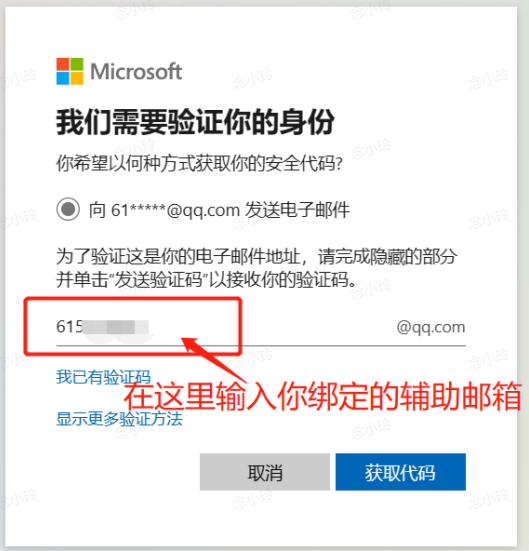 Microsoft
我们需要验证你的身份
你希望以何种方式获取你的安全代码?
向 61*****@qq.com 发送电子邮件
为了验证这是你的电子邮件地址，请完成隐藏的部分
并单击"发送验证码"以接收你的验证码。
615
@qq.com
我已有验证码
在这里输入你绑定的辅助邮箱
显示更多验证方法
取消
获取代码
念小玲